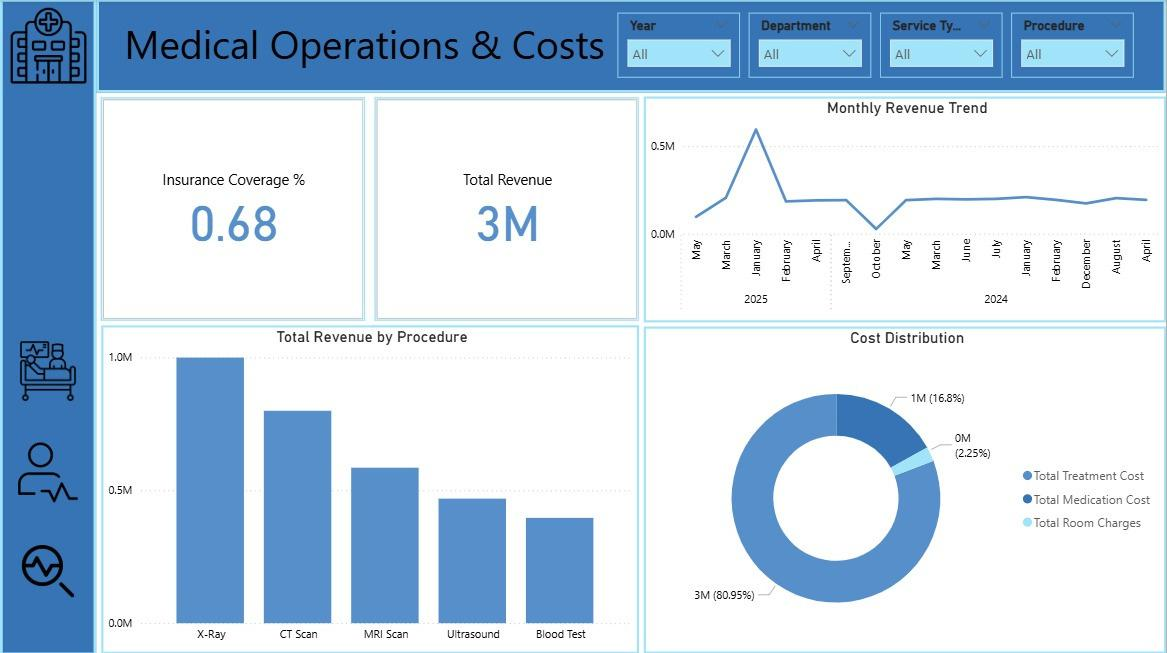 Medical Operations & Costs
Year
All
Department
All
Service Ty...
All
Procedure
All
Insurance Coverage %
0.68
Total Revenue
3M
Monthly Revenue Trend
0.5M
0.0M
May
March
January
February
April
Septem...
October
May
March
June
July
January
February
December
August
April
2025
2024
Total Revenue by Procedure
1.0M
0.5M
0.0M
X-Ray
CT Scan
MRI Scan
Ultrasound
Blood Test
Cost Distribution
1M (16.8%)
0M
(2.25%)
3M (80.95%)
Total Treatment Cost
Total Medication Cost
Total Room Charges